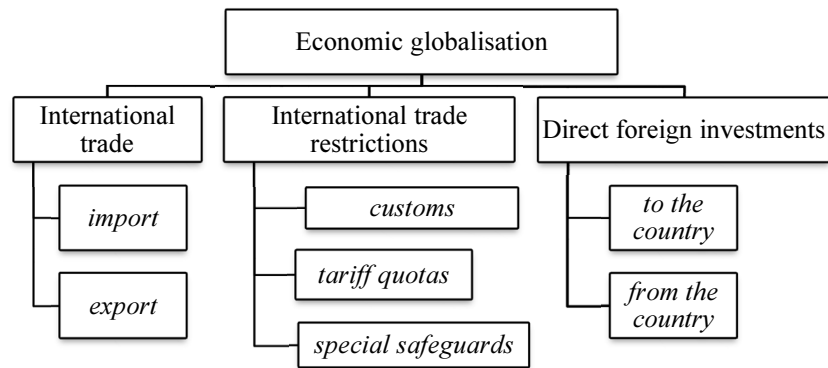 Economic globalisation
International
trade
import
export
International trade
restrictions
customs
tariff quotas
special safeguards
Direct foreign investments
to the
country
from the
country